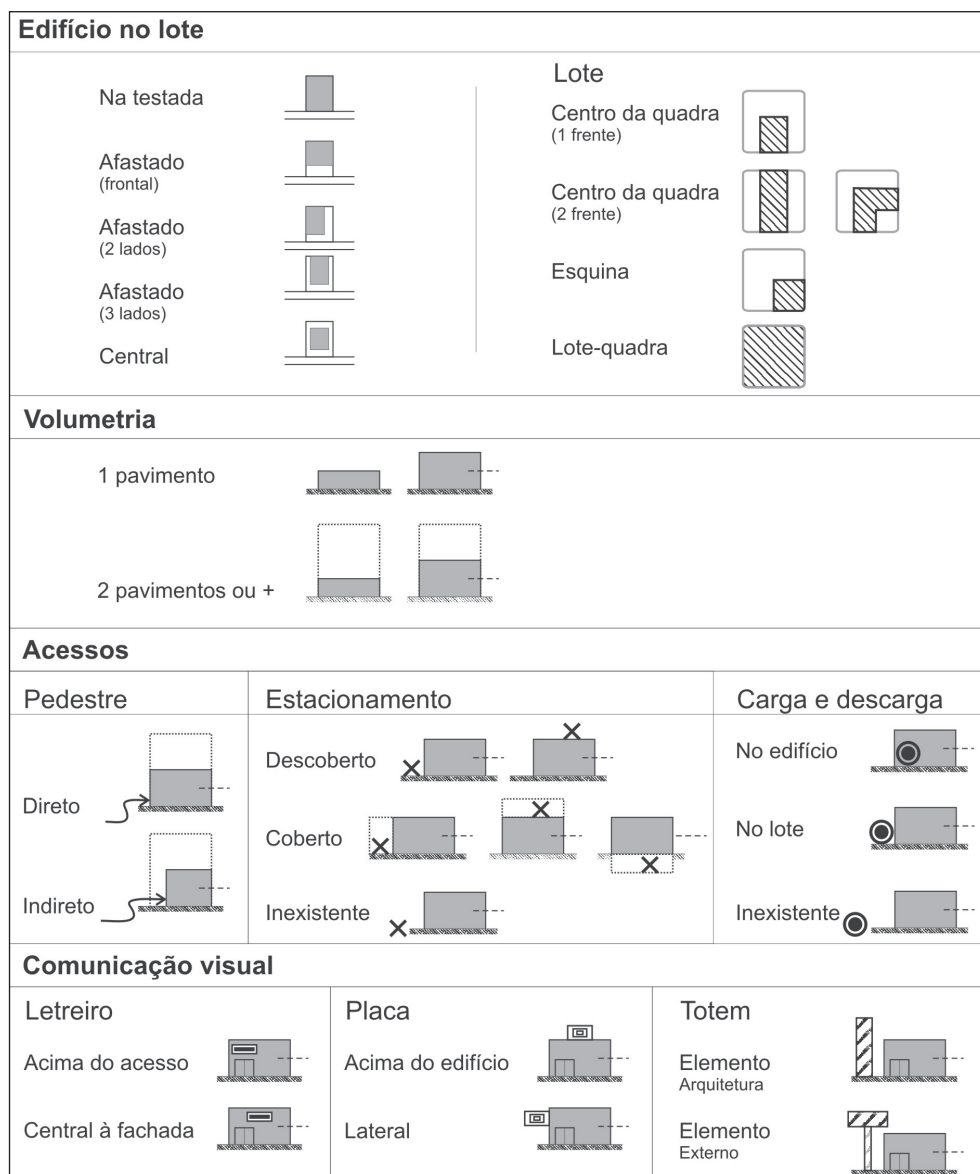 Edifício no lote
Na testada
Afastado
(frontal)
Afastado
(2 lados)
Afastado
(3 lados)
Central
Lote
Centro da quadra
(1 frente)
Centro da quadra
(2 frente)
Esquina
Lote-quadra
Volumetria
1 pavimento
2 pavimentos ou +
Acessos
Pedestre
Direto
Indireto
Estacionamento
Descoberto
Coberto
Inexistente
Carga e descarga
No edifício
No lote
Inexistente
Comunicação visual
Letreiro
Acima do acesso
Central à fachada
Placa
Acima do edifício
Lateral
Totem
Elemento
Arquitetura
Elemento
Externo